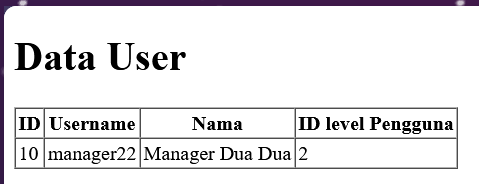 Data User
ID Username Nama ID level Pengguna
10 manager22 Manager Dua Dua 2